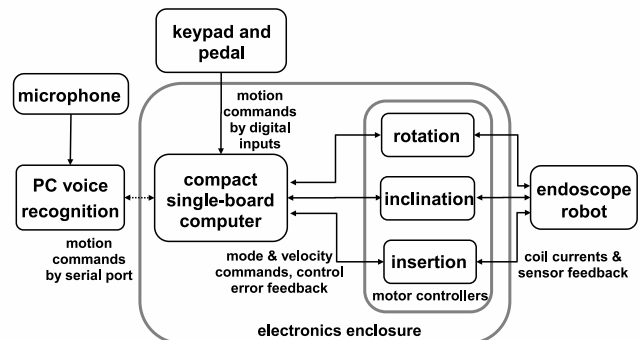 keypad and
pedal
microphone
motion
commands
by digital
inputs
rotation
PC voice
recognition
compact
single-board
computer
inclination
endoscope
robot
motion
commands
by serial port
mode & velocity
commands, control
error feedback
insertion
coil currents &
sensor feedback
motor controllers
electronics enclosure